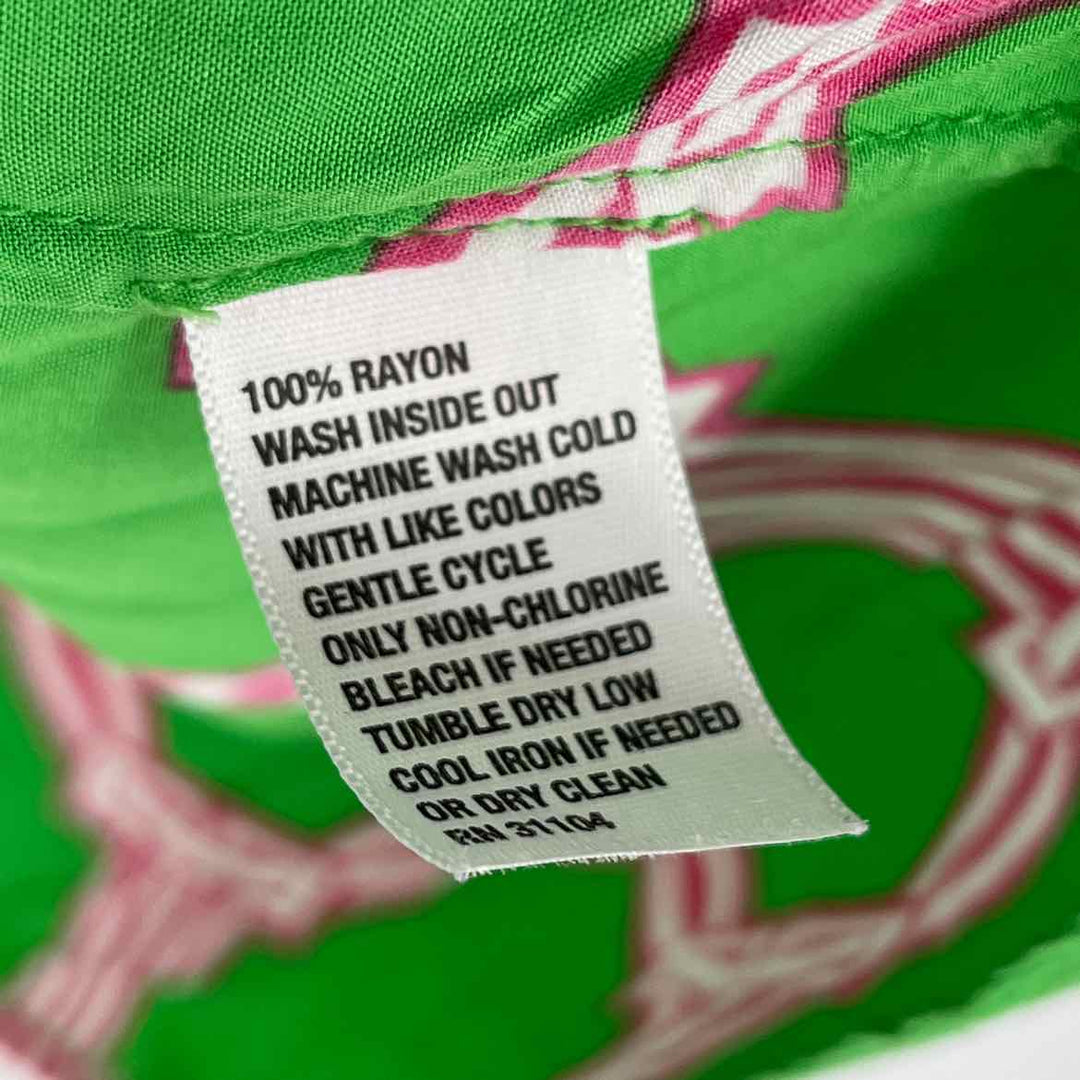 100% RAYON
WASH INSIDE OUT
MACHINE WASH COLD
WITH LIKE COLORS
GENTLE CYCLE
ONLY NON-CHLORINE
BLEACH IF NEEDED
TUMBLE DRY LOW
COOL IRON IF NEEDED
OR DRY CLEAN
RN 31104